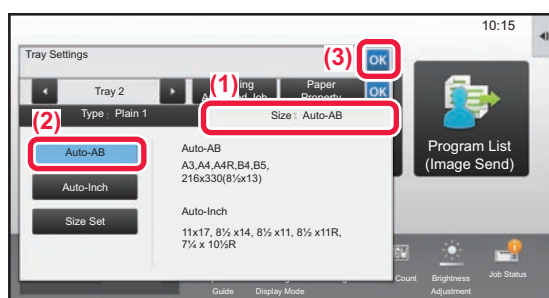 10:15
Tray Settings
(3)
OK
Tray 2
(1)
Paper
Property
OK
(2)
Type : Plain 1
Size : Auto-AB
Auto-AB
Auto-Inch
Size Set
Auto-AB
A3,A4,A4R,B4,B5,
216x330(8½x13)
Auto-Inch
11x17, 8½ x14, 8½ x11, 8½ x11R,
7¼ x 10½R
Program List
(Image Send)
Guide
Display Mode
Count
Brightness
Adjustment
Job Status